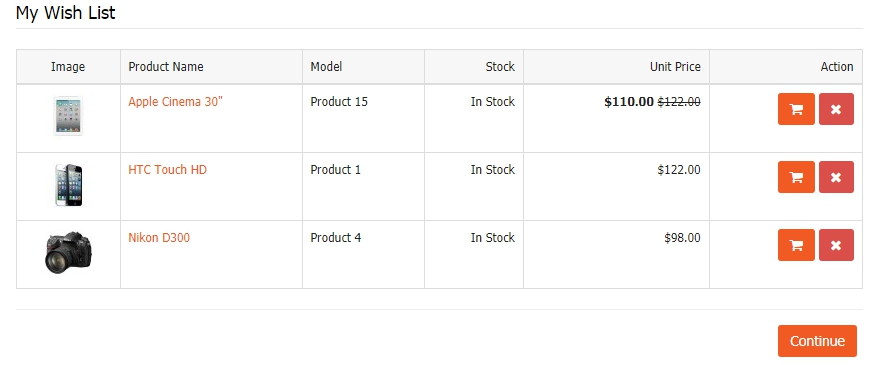 My Wish List
Image Product Name Model Stock Unit Price Action
Apple Cinema 30" Product 15 In Stock $110.00 $122.00
HTC Touch HD Product 1 In Stock $122.00
Nikon D300 Product 4 In Stock $98.00
Continue